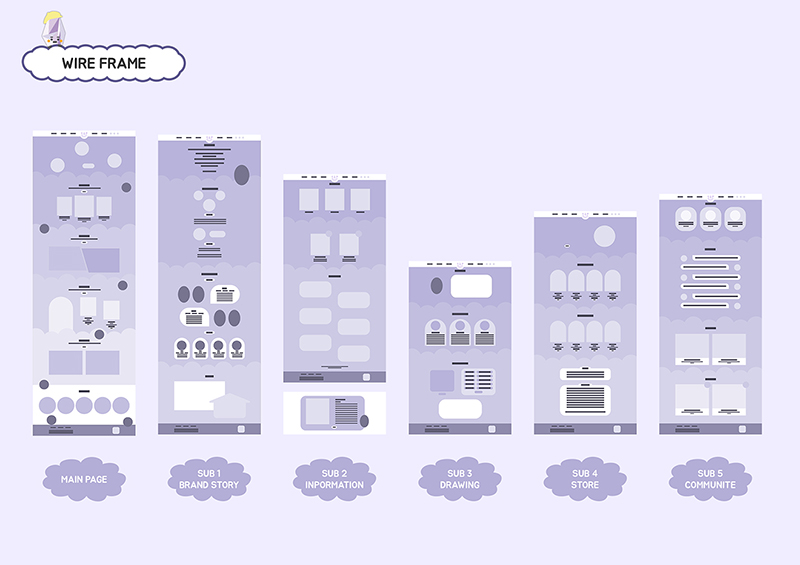 WIRE FRAME
MAIN PAGE
SUB 1
BRAND STORY
SUB 2
INPORMATION
SUB 3
DRAWING
SUB 4
STORE
SUB 5
COMMUNITE